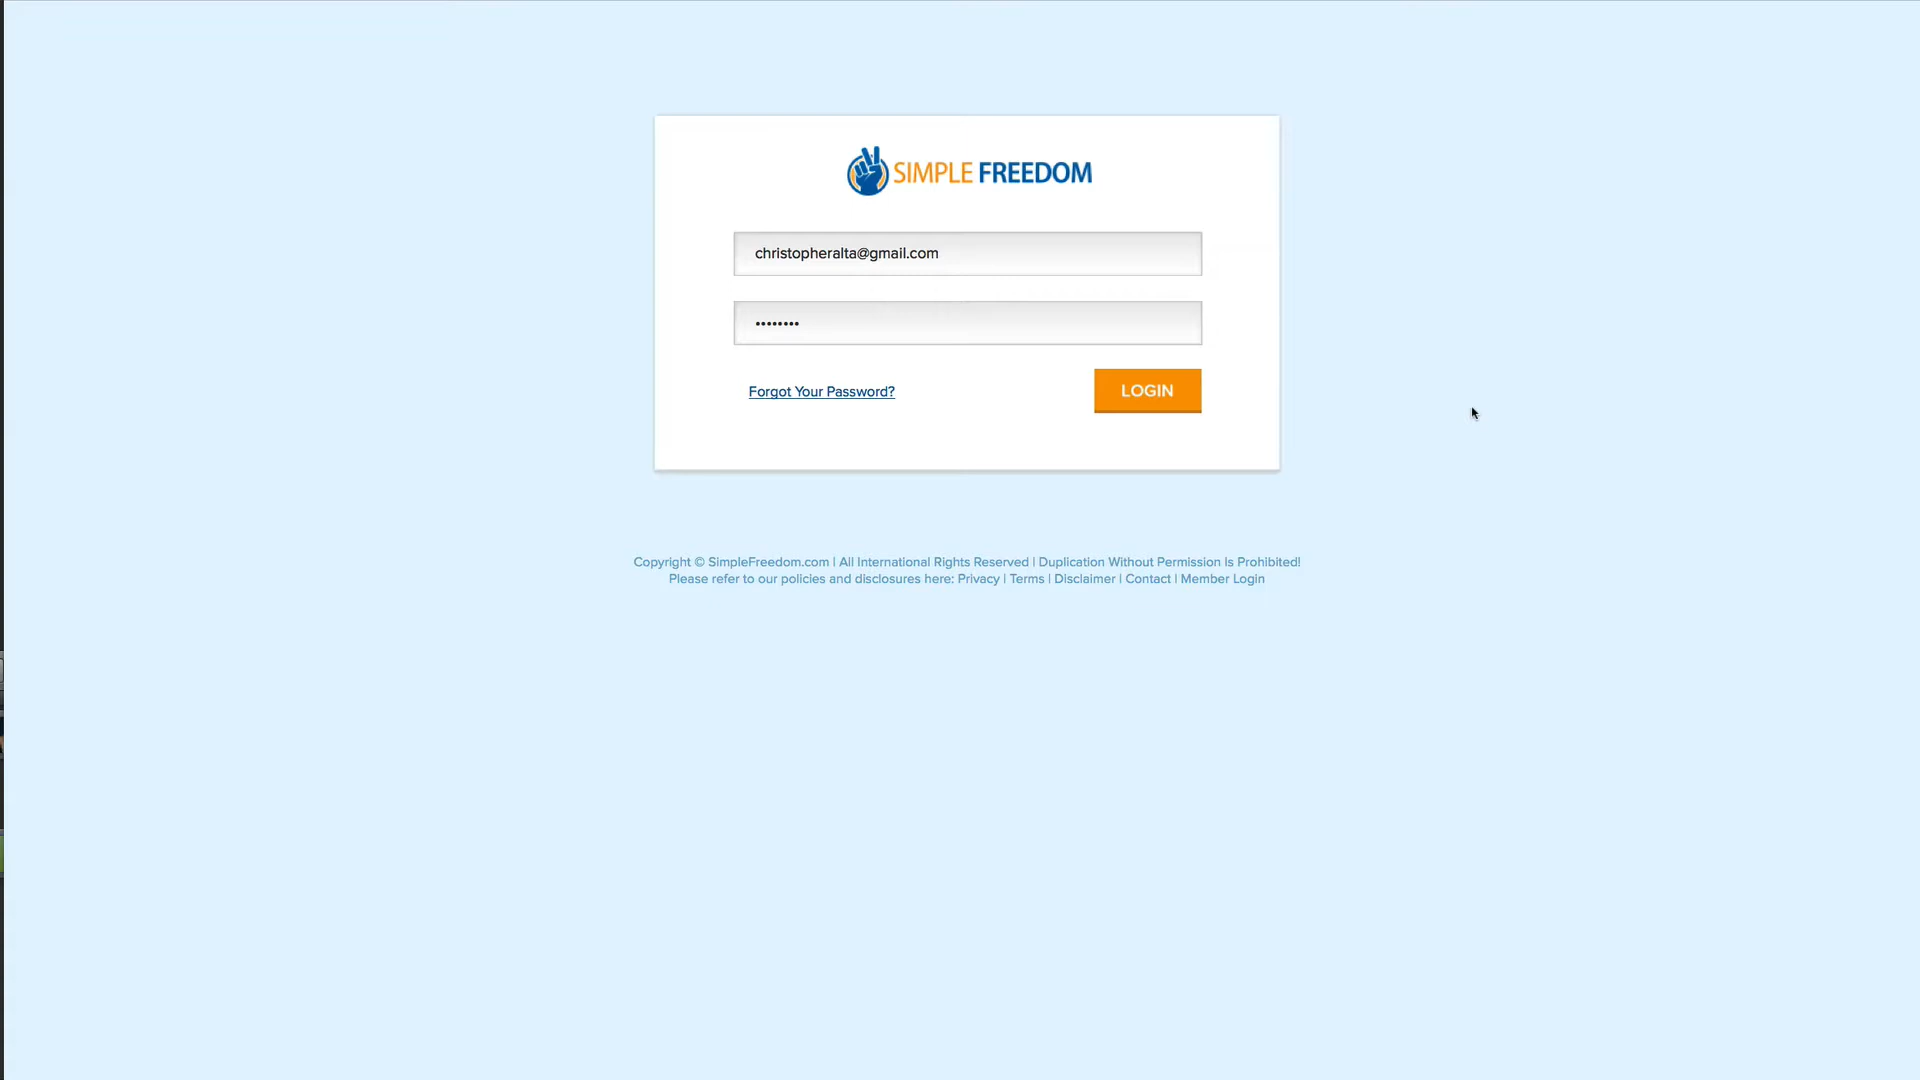 SIMPLE FREEDOM
christopheralta@gmail.com
••••••••
Forgot Your Password?
LOGIN
Copyright © SimpleFreedom.com | All International Rights Reserved | Duplication Without Permission Is Prohibited!
Please refer to our policies and disclosures here: Privacy | Terms | Disclaimer | Contact | Member Login